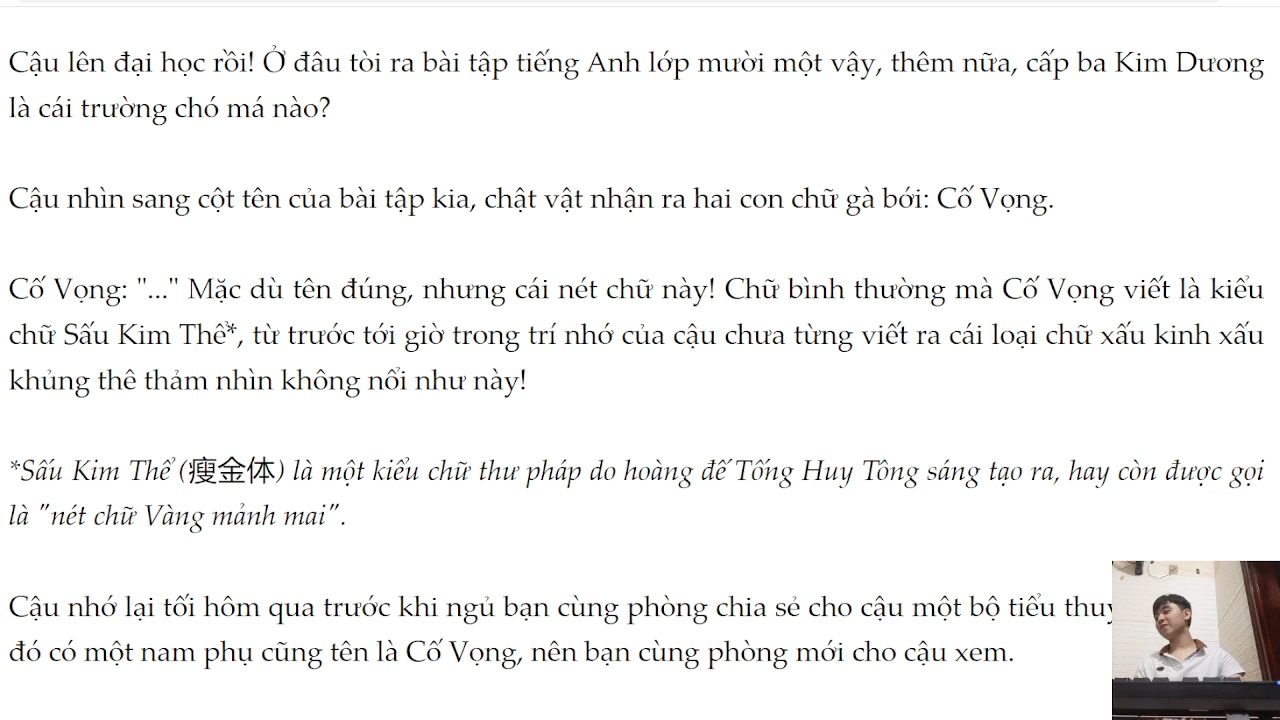 Cậu lên đại học rồi! Ở đâu tòi ra bài tập tiếng Anh lớp mười một vậy, thêm nữa, cấp ba Kim Dương
là cái trường chó má nào?
Cậu nhìn sang cột tên của bài tập kia, chật vật nhận ra hai con chữ gà bới: Cố Vọng.
Cố Vọng: "..." Mặc dù tên đúng, nhưng cái nét chữ này! Chữ bình thường mà Cố Vọng viết là kiểu
chữ Sấu Kim Thể*, từ trước tới giờ trong trí nhớ của cậu chưa từng viết ra cái loại chữ xấu kinh xấu
khủng thê thảm nhìn không nổi như này!
*Sấu Kim Thể (瘦金体) là một kiểu chữ thư pháp do hoàng đế Tống Huy Tông sáng tạo ra, hay còn được gọi
là "nét chữ Vàng mảnh mai".
Cậu nhớ lại tối hôm qua trước khi ngủ bạn cùng phòng chia sẻ cho cậu một bộ tiểu
đó có một nam phụ cũng tên là Cố Vọng, nên bạn cùng phòng mới cho cậu xem.